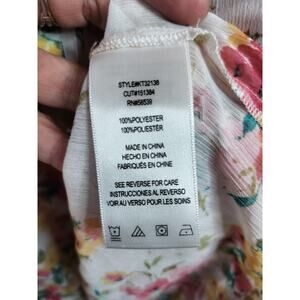 STYLE#KT32138
CUT#151384
RN#58539
100%POLYESTER
100%POLIESTER
MADE IN CHINA
HECHO EN CHINA
FABRIQUÉS EN CHINE
SEE REVERSE FOR CARE
INSTRUCCIONES AL REVERSO
VOIR AU VERSO POUR LES SOINS